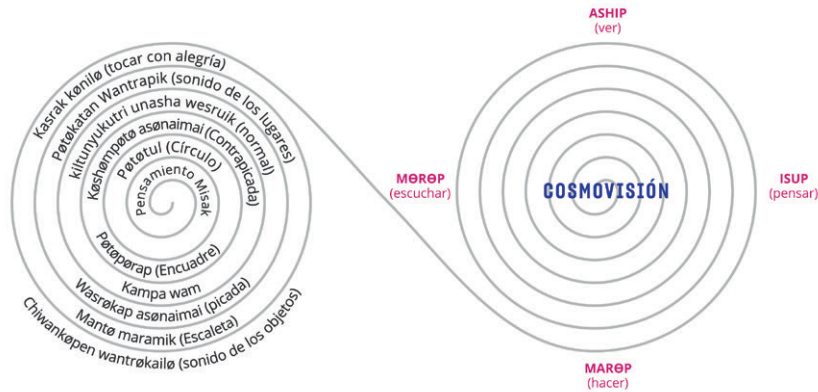 Kasrak kønilø (tocar con alegría)
Pøtøkatan Wantrapik (sonido de los lugares)
kiltunyukutri unasha wesruik (normal)
Køshømpøtø asønaimai (Contrapicada)
Pøtøtul (Círculo)
Pensamiento Misak
Pøtøpørap (Encuadre)
Kampa wam
Wasrøkap asønaimai (picada)
Mantø maramik (Escaleta)
Chiwankøpen wantrøkailø (sonido de los objetos)
ASHIP
(ver)
MØRØP
(escuchar)
COSMOVISIÓN
ISUP
(pensar)
MARØP
(hacer)